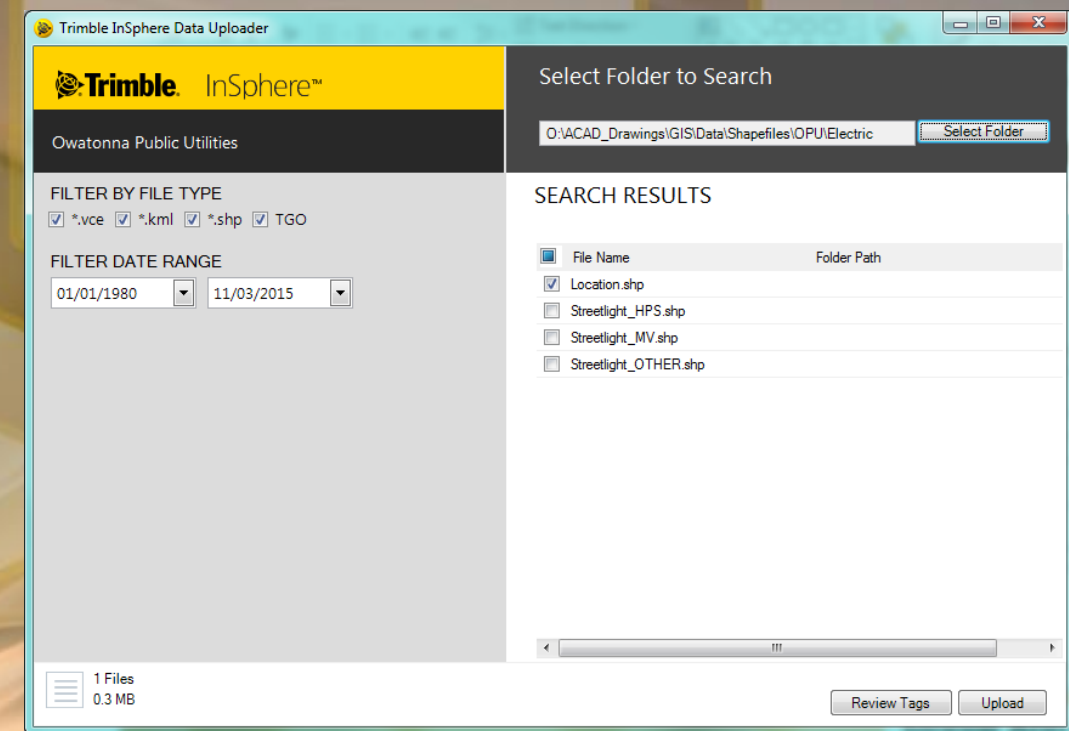 Trimble InSphere Data Uploader
Trimble. InSphere™
Owatonna Public Utilities
Select Folder to Search
O:\ACAD_Drawings\GIS\Data\Shapefiles\OPU\Electric Select Folder
FILTER BY FILE TYPE
*.vce *.kml *.shp TGO
FILTER DATE RANGE
01/01/1980 11/03/2015
SEARCH RESULTS
File Name Folder Path
Location.shp
Streetlight_HPS.shp
Streetlight_MV.shp
Streetlight_OTHER.shp
1 Files
0.3 MB
Review Tags Upload